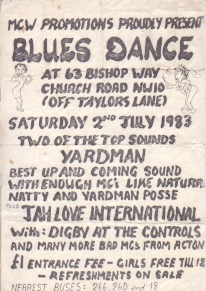 MCW PROMOTIONS PROUDLY PRESENT
BLUES DANCE
AT 63 BISHOP WAY
CHURCH ROAD NW10
(OFF TAYLORS LANE)
SATURDAY 2ND JULY 1983
TWO OF THE TOP SOUNDS
YARDMAN
BEST UP AND COMING SOUND
WITH ENOUGH MC's LIKE NATURAL
NATTY AND YARDMAN POSSE
PLUS JAH LOVE INTERNATIONAL
WITH: DIGBY AT THE CONTROLS
AND MANY MORE BAD MC's FROM ACTON
£1 ENTRANCE FEE - GIRLS FREE TILL 12
- REFRESHMENTS ON SALE
NEAREST BUSES: 266, 260 and 18